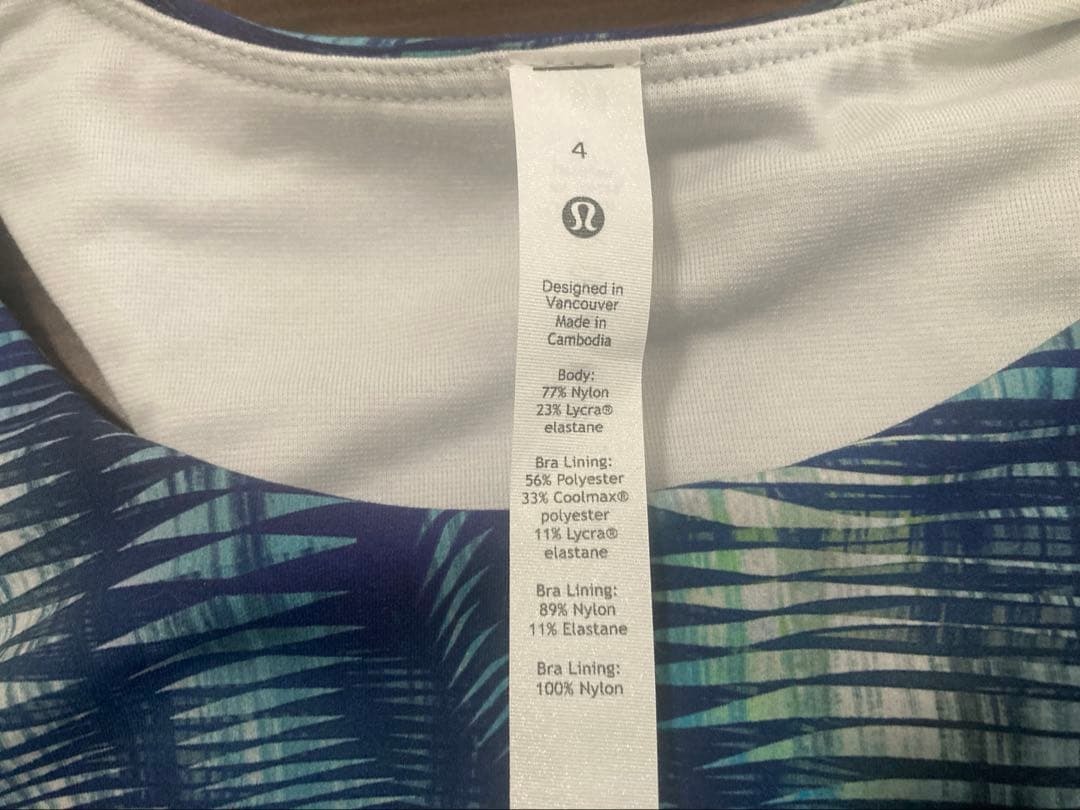 4
Designed in
Vancouver
Made in
Cambodia
Body:
77% Nylon
23% Lycra®
elastane
Bra Lining:
56% Polyester
33% Coolmax®
polyester
11% Lycra®
elastane
Bra Lining:
89% Nylon
11% Elastane
Bra Lining:
100% Nylon